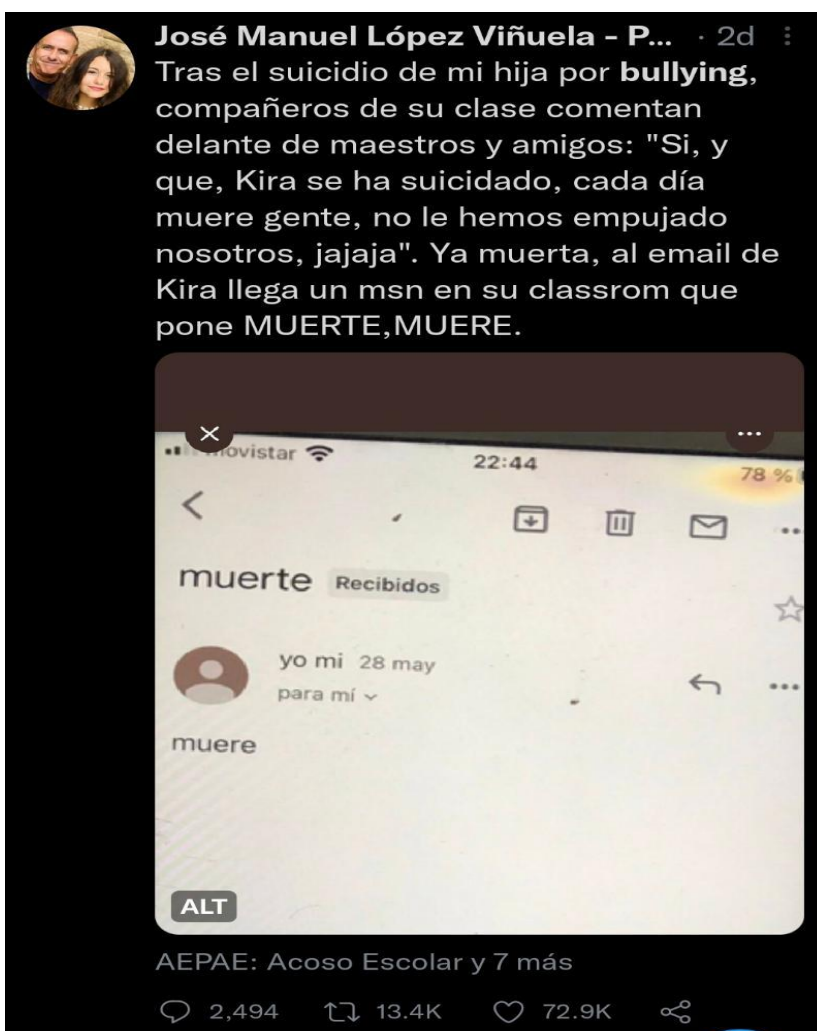 José Manuel López Viñuela - P... · 2d
Tras el suicidio de mi hija por bullying,
compañeros de su clase comentan
delante de maestros y amigos: "Si, y
que, Kira se ha suicidado, cada día
muere gente, no le hemos empujado
nosotros, jajaja". Ya muerta, al email de
Kira llega un msn en su classrom que
pone MUERTE,MUERE.
ovistar 22:44 78 %
muerte Recibidos
yo mi 28 may
para mí
muere
ALT
AEPAE: Acoso Escolar y 7 más
2,494 13.4K 72.9K